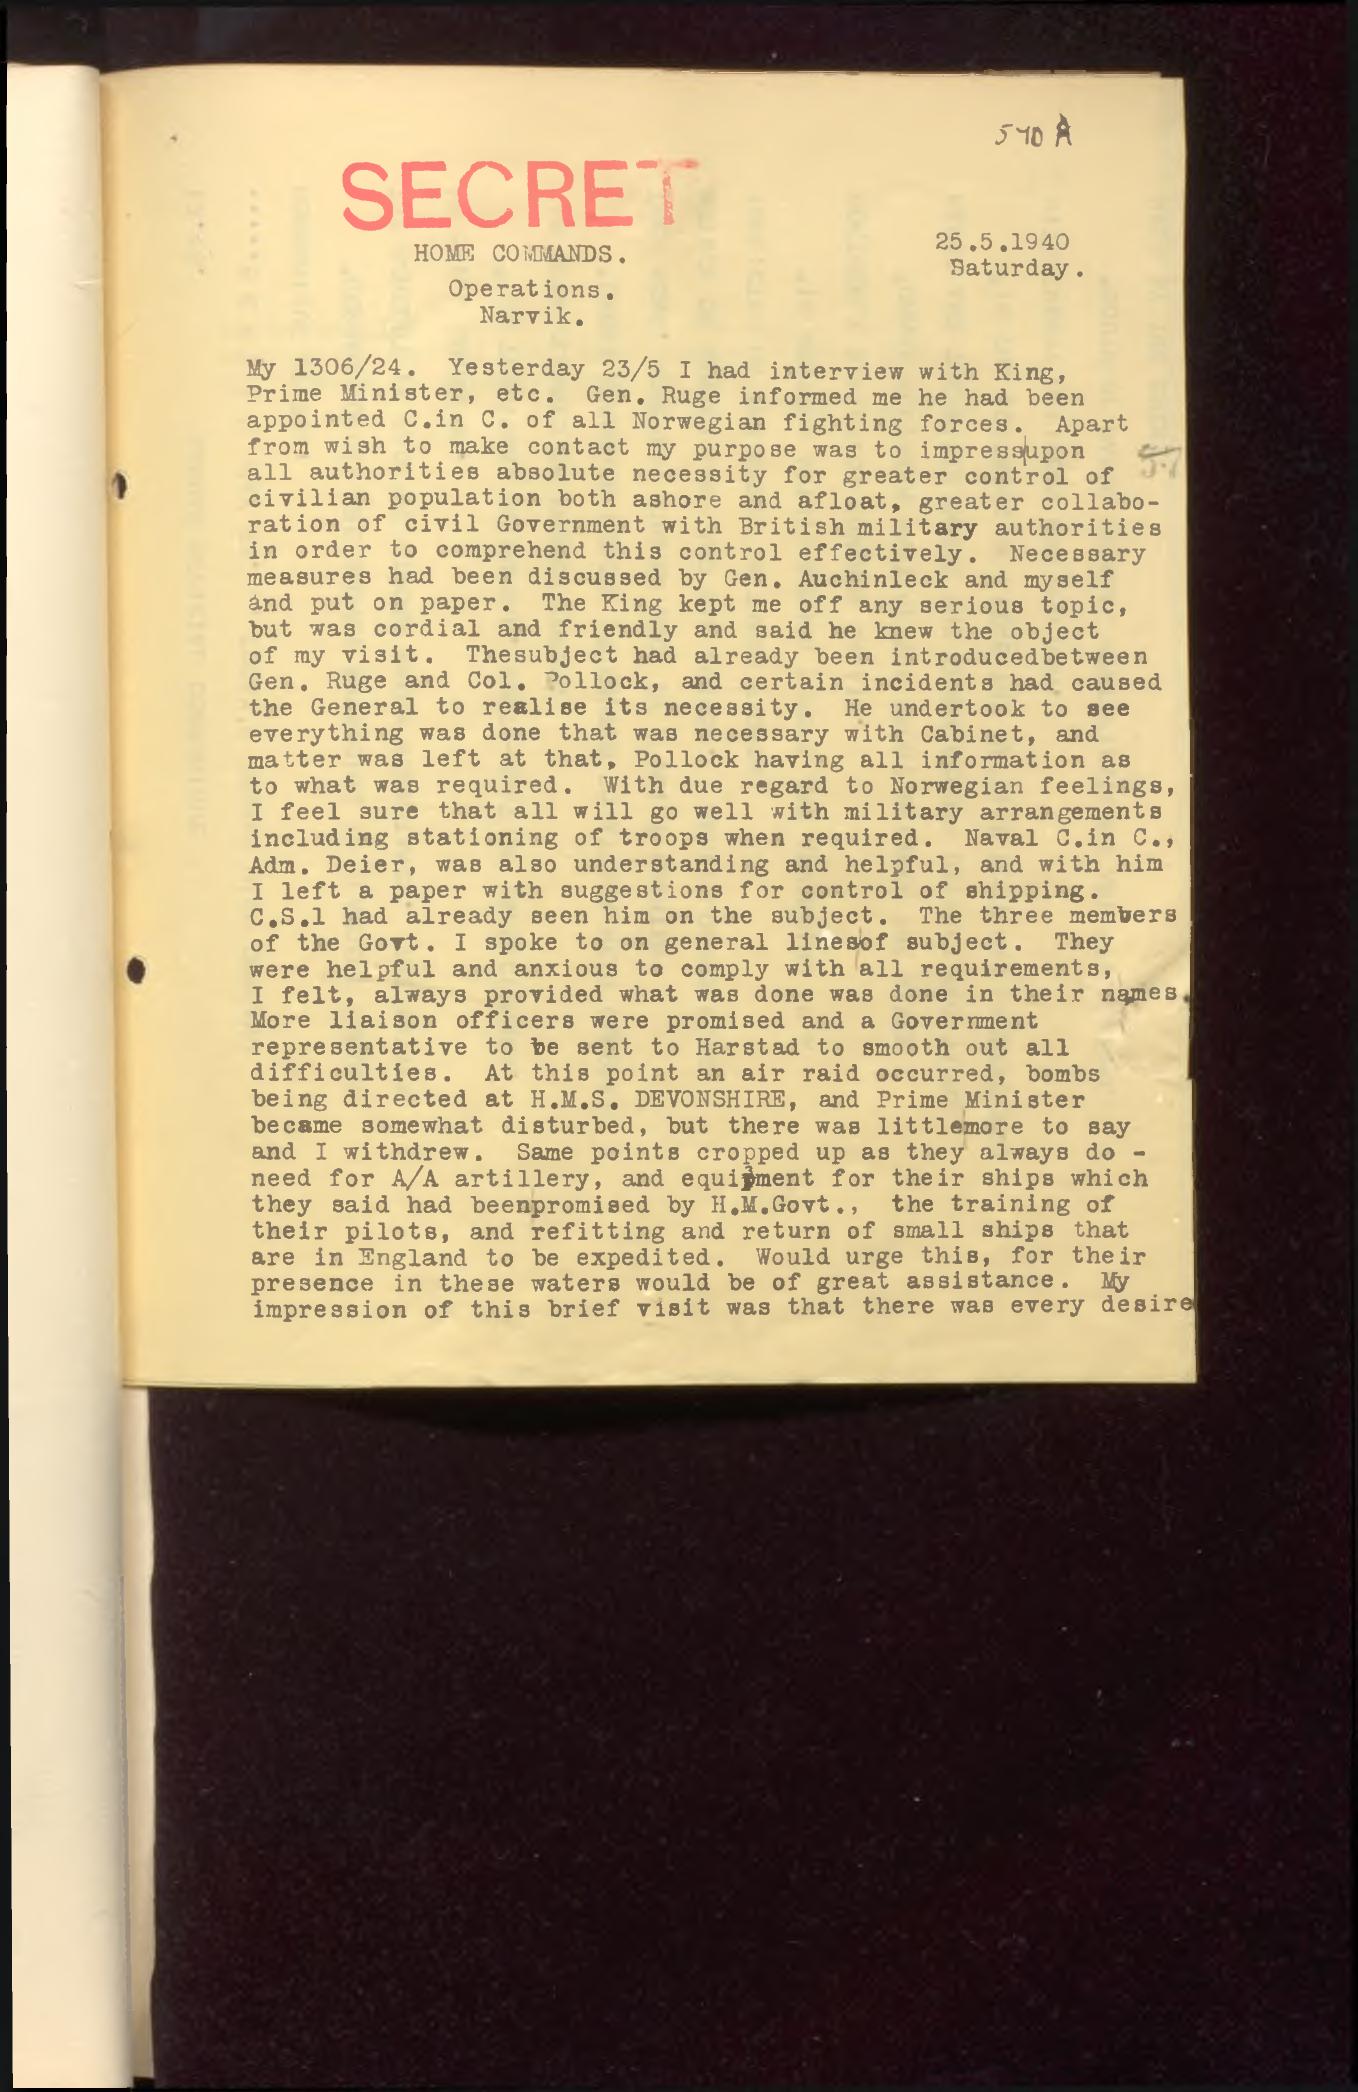 570 A
SECRET
HOME COMMANDS.
25.5.1940
Saturday.
Operations.
Narvik.
My 1306/24. Yesterday 23/5 I had interview with King,
Prime Minister, etc. Gen. Ruge informed me he had been
appointed C.in C. of all Norwegian fighting forces. Apart
from wish to make contact my purpose was to impress|upon
all authorities absolute necessity for greater control of
civilian population both ashore and afloat, greater collabo-
ration of civil Government with British military authorities
in order to comprehend this control effectively. Necessary
measures had been discussed by Gen. Auchinleck and myself
and put on paper. The King kept me off any serious topic,
but was cordial and friendly and said he knew the object
of my visit. Thesubject had already been introducedbetween
Gen. Ruge and Col. Pollock, and certain incidents had caused
the General to realise its necessity. He undertook to see
everything was done that was necessary with Cabinet, and
matter was left at that, Pollock having all information as
to what was required. With due regard to Norwegian feelings,
I feel sure that all will go well with military arrangements
including stationing of troops when required. Naval C.in C.,
Adm. Deier, was also understanding and helpful, and with him
I left a paper with suggestions for control of shipping.
C.S.1 had already seen him on the subject. The three members
of the Govt. I spoke to on general lines|of subject. They
were helpful and anxious to comply with all requirements,
I felt, always provided what was done was done in their names.
More liaison officers were promised and a Government
representative to be sent to Harstad to smooth out all
difficulties. At this point an air raid occurred, bombs
being directed at H.M.S. DEVONSHIRE, and Prime Minister
became somewhat disturbed, but there was little|more to say
and I withdrew. Same points cropped up as they always do -
need for A/A artillery, and equipment for their ships which
they said had been|promised by H.M.Govt., the training of
their pilots, and refitting and return of small ships that
are in England to be expedited. Would urge this, for their
presence in these waters would be of great assistance. My
impression of this brief visit was that there was every desire